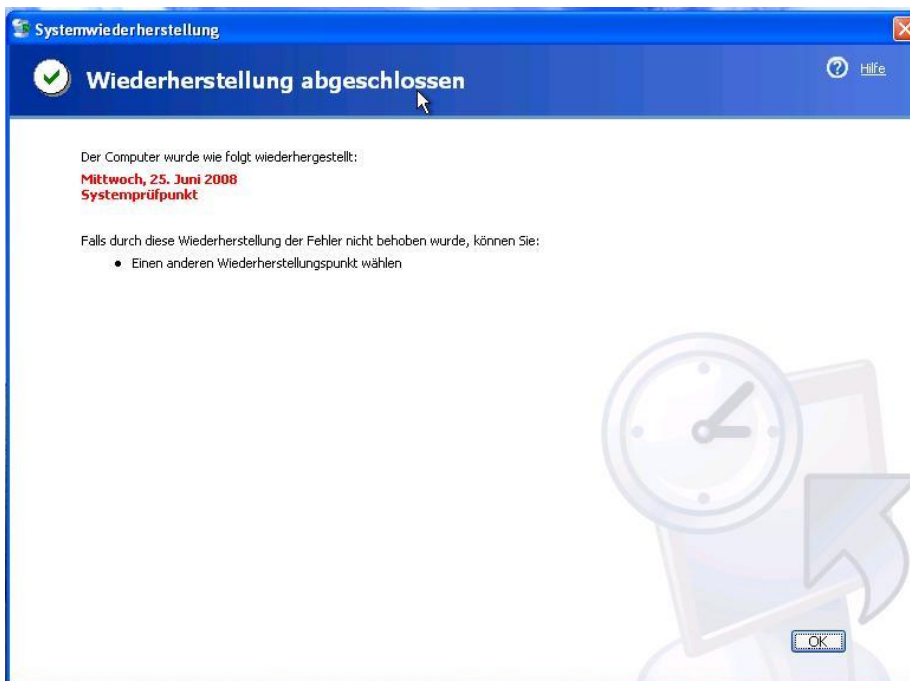 Systemwiederherstellung
Wiederherstellung abgeschlossen
Hilfe
Der Computer wurde wie folgt wiederhergestellt:
Mittwoch, 25. Juni 2008
Systemprüfpunkt
Falls durch diese Wiederherstellung der Fehler nicht behoben wurde, können Sie:
• Einen anderen Wiederherstellungspunkt wählen
OK